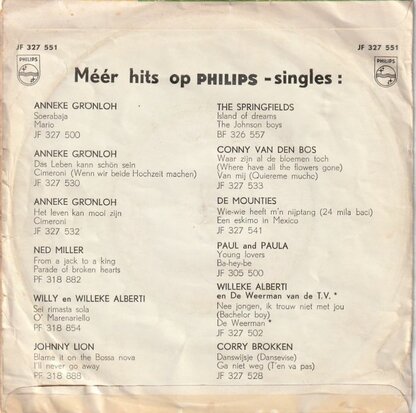 JF 327 551
JF 327 551
PHILIPS
PHILIPS
Méér hits op PHILIPS - singles :
ANNEKE GRÖNLOH
Soerabaja
Mario
JF 327 500
ANNEKE GRÖNLOH
Das Leben kann schön sein
Cimeroni (Wenn wir beide Hochzeit machen)
JF 327 530
ANNEKE GRÖNLOH
Het leven kan mooi zijn
Cimeroni
JF 327 532
NED MILLER
From a jack to a king
Parade of broken hearts
PF 318 882
WILLY en WILLEKE ALBERTI
Sei rimasta sola
O' Marenariello
PF 318 854
JOHNNY LION
Blame it on the Bossa nova
I'll never go away
PF 318 888
THE SPRINGFIELDS
Island of dreams
The Johnson boys
BF 326 557
CONNY VAN DEN BOS
Waar zijn al de bloemen toch
(Where have all the flowers gone)
Van mij (Quiereme mucho)
JF 327 533
DE MOUNTIES
Wie-wie heeft m'n nijptang (24 mila baci)
Een eskimo in Mexico
JF 327 541
PAUL and PAULA
Young lovers
Ba-hey-be
JF 305 500
WILLEKE ALBERTI
en De Weerman van de T.V. *
Nee jongen, ik trouw niet met jou
(Bachelor boy)
De Weerman *
JF 327 502
CORRY BROKKEN
Danswijsje (Dansevise)
Ga niet weg (T'en va pas)
JF 327 528